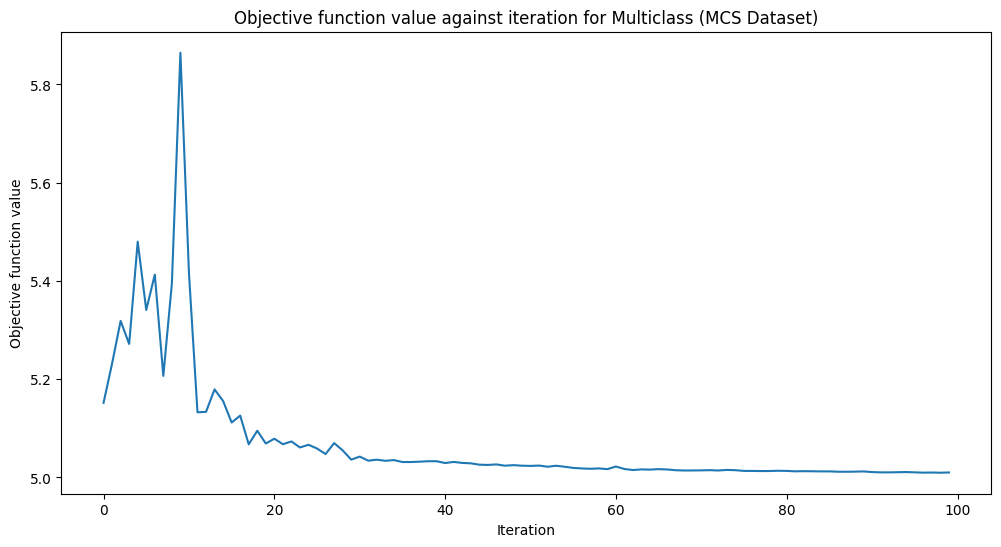 Objective function value against iteration for Multiclass (MCS Dataset)
Objective function value
5.8
5.6
5.4
5.2
5.0
0 20 40 60 80 100
Iteration